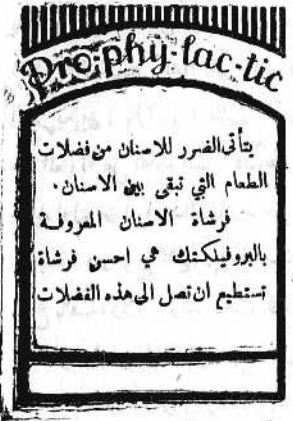 Pro-phy-lac-tic
يتأتى الضرر للاسنان من فضلات
الطعام التي تبقى بين الاسنان.
فرشاة الاسنان المعروفة
بالبروفيلكتك هي احسن فرشاة
تستطيع ان تصل الى هذه الفضلات